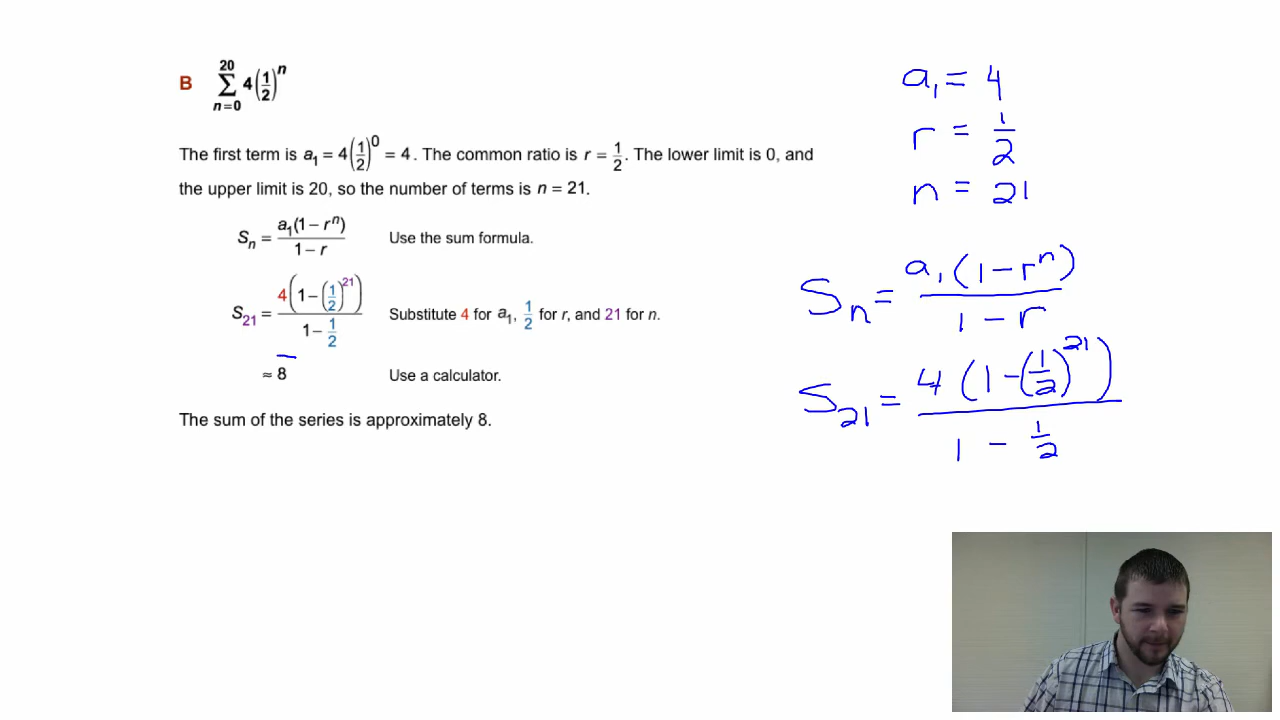 B ∑_{n=0}^{20} 4(1/2)^n
The first term is a₁ = 4(1/2)⁰ = 4. The common ratio is r = 1/2. The lower limit is 0, and
the upper limit is 20, so the number of terms is n = 21.
Sₙ = a₁(1 − rⁿ)/(1 − r) Use the sum formula.
S₂₁ = 4(1 − (1/2)²¹)/(1 − 1/2) Substitute 4 for a₁, 1/2 for r, and 21 for n.
≈ 8 Use a calculator.
The sum of the series is approximately 8.
a₁ = 4
r = 1/2
n = 21
Sₙ = a₁(1 − rⁿ)/(1 − r)
S₂₁ = 4(1 − (1/2)²¹)/(1 − 1/2)